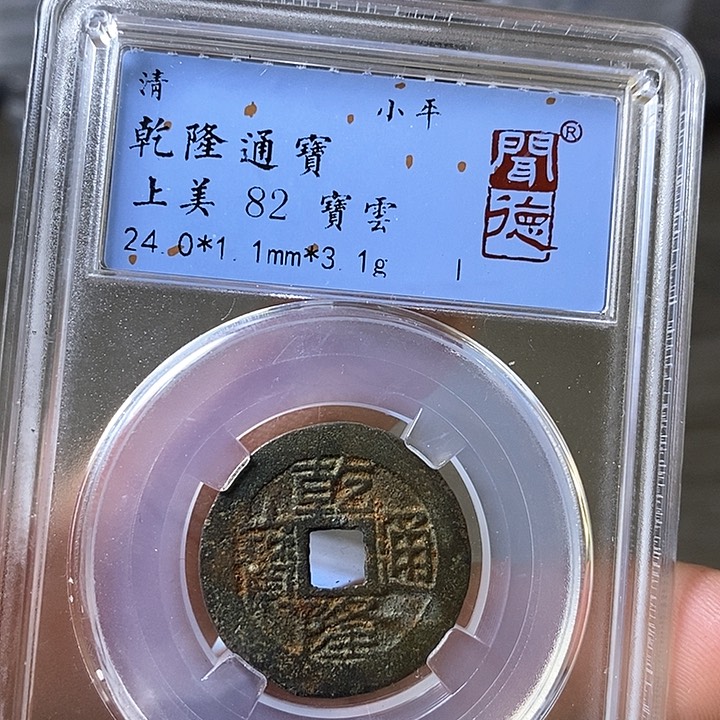 清
小平
乾隆通寶
上美 82 寶雲
24.0*1.1mm*3.1g
聞德®
乾隆通寶